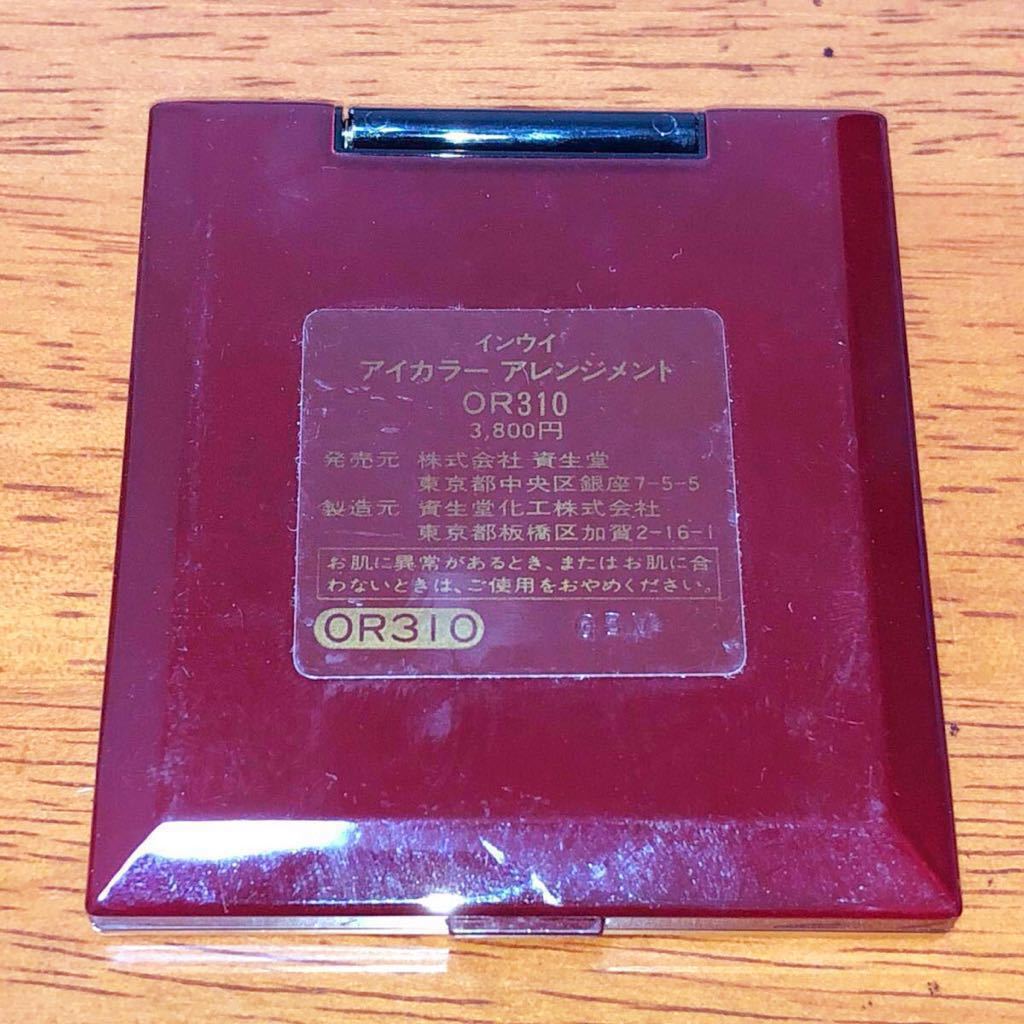 インウイ
アイカラー アレンジメント
OR310
3,800円
発売元 株式会社 資生堂
東京都中央区銀座7-5-5
製造元 資生堂化工株式会社
東京都板橋区加賀2-16-1
お肌に異常があるとき、またはお肌に合
わないときは、ご使用をおやめください。
OR310